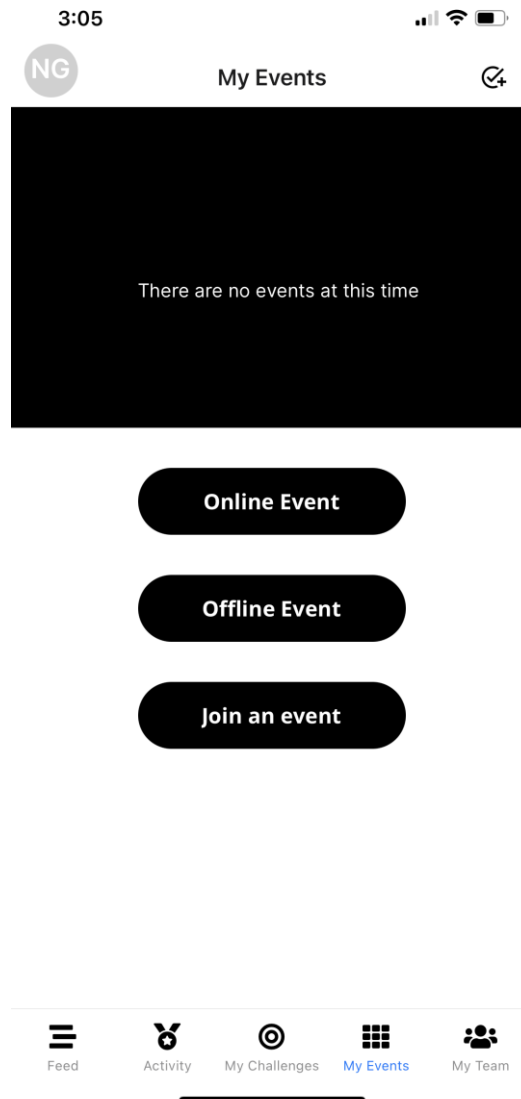 3:05
NG
My Events
There are no events at this time
Online Event
Offline Event
Join an event
Feed
Activity
My Challenges
My Events
My Team